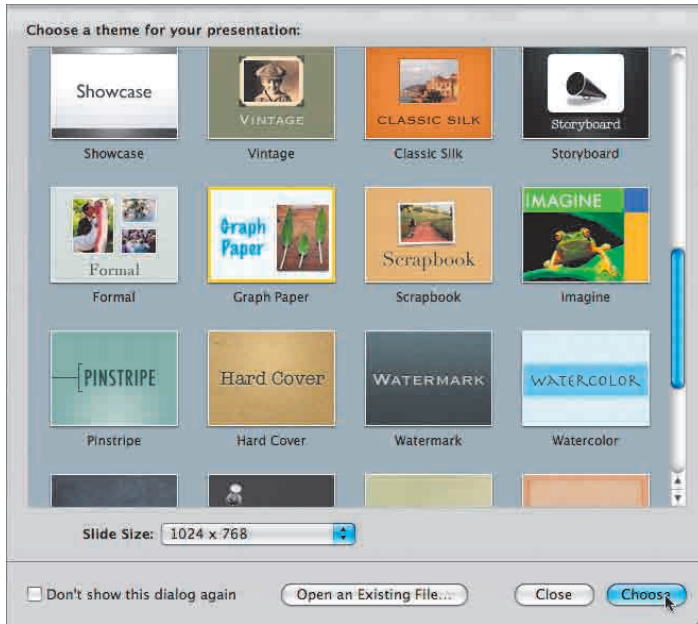 Choose a theme for your presentation:
Showcase
VINTAGE
CLASSIC SILK
Storyboard
Showcase
Vintage
Classic Silk
Storyboard
Formal
Graph
Paper
Scrapbook
IMAGINE
Formal
Graph Paper
Scrapbook
Imagine
PINSTRIPE
Hard Cover
WATERMARK
WATERCOLOR
Pinstripe
Hard Cover
Watermark
Watercolor
Slide Size: 1024 x 768
Don't show this dialog again
Open an Existing File...
Close
Choose